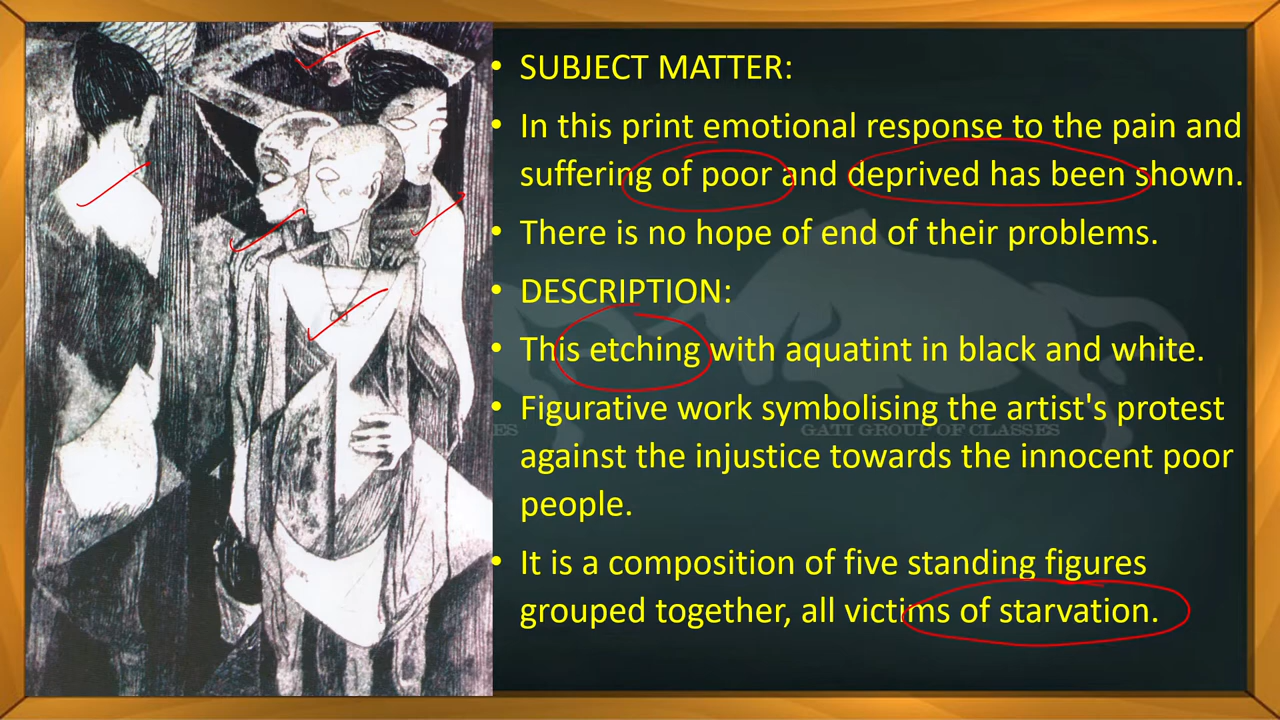 • SUBJECT MATTER:
• In this print emotional response to the pain and
suffering of poor and deprived has been shown.
• There is no hope of end of their problems.
• DESCRIPTION:
• This etching with aquatint in black and white.
• Figurative work symbolising the artist's protest
GATI GROUP OF CLASSES
against the injustice towards the innocent poor
people.
• It is a composition of five standing figures
grouped together, all victims of starvation.